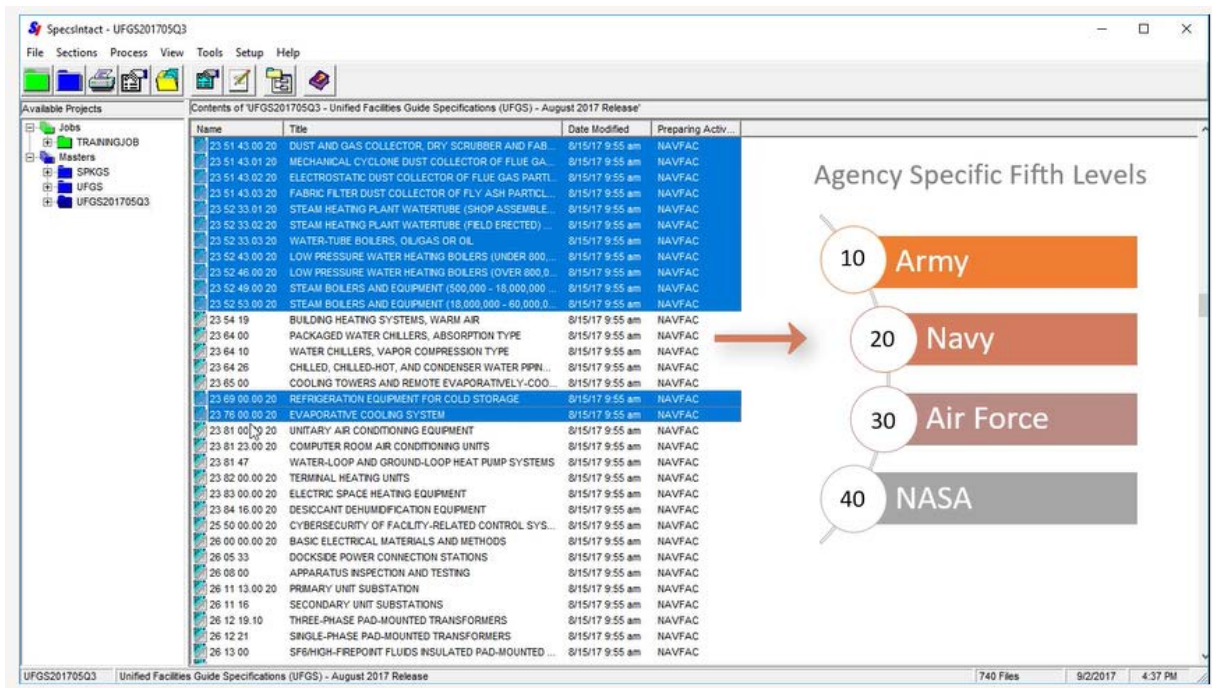 SpecsIntact - UFGS201705Q3
File Sections Process View Tools Setup Help
Available Projects
Contents of 'UFGS201705Q3 - Unified Facilities Guide Specifications (UFGS) - August 2017 Release'
Jobs
TRAININGJOB
Masters
SPKGS
UFGS
UFGS201705Q3
Name Title Date Modified Preparing Activ...
23 51 43.00 20 DUST AND GAS COLLECTOR, DRY SCRUBBER AND FAB... 8/15/17 9:55 am NAVFAC
23 51 43.01 20 MECHANICAL CYCLONE DUST COLLECTOR OF FLUE GA... 8/15/17 9:55 am NAVFAC
23 51 43.02 20 ELECTROSTATIC DUST COLLECTOR OF FLUE GAS PARTI... 8/15/17 9:55 am NAVFAC
23 51 43.03 20 FABRIC FILTER DUST COLLECTOR OF FLY ASH PARTICL... 8/15/17 9:55 am NAVFAC
23 52 33.01 20 STEAM HEATING PLANT WATERTUBE (SHOP ASSEMBLE... 8/15/17 9:55 am NAVFAC
23 52 33.02 20 STEAM HEATING PLANT WATERTUBE (FIELD ERECTED) ... 8/15/17 9:55 am NAVFAC
23 52 33.03 20 WATER-TUBE BOILERS, OIL/GAS OR OIL 8/15/17 9:55 am NAVFAC
23 52 43.00 20 LOW PRESSURE WATER HEATING BOILERS (UNDER 800,... 8/15/17 9:55 am NAVFAC
23 52 46.00 20 LOW PRESSURE WATER HEATING BOILERS (OVER 800,0... 8/15/17 9:55 am NAVFAC
23 52 49.00 20 STEAM BOILERS AND EQUIPMENT (500,000 - 18,000,000 ... 8/15/17 9:55 am NAVFAC
23 52 53.00 20 STEAM BOILERS AND EQUIPMENT (18,000,000 - 60,000,0... 8/15/17 9:55 am NAVFAC
23 54 19 BUILDING HEATING SYSTEMS, WARM AIR 8/15/17 9:55 am NAVFAC
23 64 00 PACKAGED WATER CHILLERS, ABSORPTION TYPE 8/15/17 9:55 am NAVFAC
23 64 10 WATER CHILLERS, VAPOR COMPRESSION TYPE 8/15/17 9:55 am NAVFAC
23 64 26 CHILLED, CHILLED-HOT, AND CONDENSER WATER PIPIN... 8/15/17 9:55 am NAVFAC
23 65 00 COOLING TOWERS AND REMOTE EVAPORATIVELY-COO... 8/15/17 9:55 am NAVFAC
23 69 00.00 20 REFRIGERATION EQUIPMENT FOR COLD STORAGE 8/15/17 9:55 am NAVFAC
23 76 00.00 20 EVAPORATIVE COOLING SYSTEM 8/15/17 9:55 am NAVFAC
23 81 00.00 20 UNITARY AIR CONDITIONING EQUIPMENT 8/15/17 9:55 am NAVFAC
23 81 23.00 20 COMPUTER ROOM AIR CONDITIONING UNITS 8/15/17 9:55 am NAVFAC
23 81 47 WATER-LOOP AND GROUND-LOOP HEAT PUMP SYSTEMS 8/15/17 9:55 am NAVFAC
23 82 00.00 20 TERMINAL HEATING UNITS 8/15/17 9:55 am NAVFAC
23 83 00.00 20 ELECTRIC SPACE HEATING EQUIPMENT 8/15/17 9:55 am NAVFAC
23 84 16.00 20 DESICCANT DEHUMIDIFICATION EQUIPMENT 8/15/17 9:55 am NAVFAC
25 50 00.00 20 CYBERSECURITY OF FACILITY-RELATED CONTROL SYS... 8/15/17 9:55 am NAVFAC
26 00 00.00 20 BASIC ELECTRICAL MATERIALS AND METHODS 8/15/17 9:55 am NAVFAC
26 05 33 DOCKSIDE POWER CONNECTION STATIONS 8/15/17 9:55 am NAVFAC
26 08 00 APPARATUS INSPECTION AND TESTING 8/15/17 9:55 am NAVFAC
26 11 13.00 20 PRIMARY UNIT SUBSTATION 8/15/17 9:55 am NAVFAC
26 11 16 SECONDARY UNIT SUBSTATIONS 8/15/17 9:55 am NAVFAC
26 12 19.10 THREE-PHASE PAD-MOUNTED TRANSFORMERS 8/15/17 9:55 am NAVFAC
26 12 21 SINGLE-PHASE PAD-MOUNTED TRANSFORMERS 8/15/17 9:55 am NAVFAC
26 13 00 SF6/HIGH-FIREPOINT FLUIDS INSULATED PAD-MOUNTED ... 8/15/17 9:55 am NAVFAC
Agency Specific Fifth Levels
10 Army
20 Navy
30 Air Force
40 NASA
UFGS201705Q3 Unified Facilities Guide Specifications (UFGS) - August 2017 Release 740 Files 9/2/2017 4:37 PM